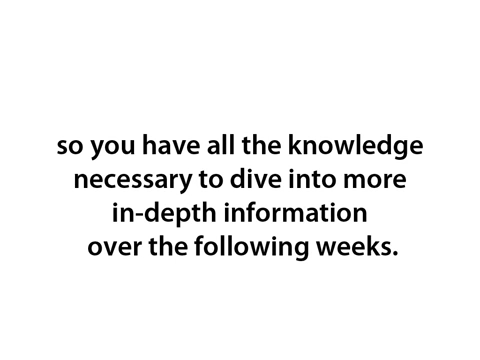 so you have all the knowledge
necessary to dive into more
in-depth information
over the following weeks.